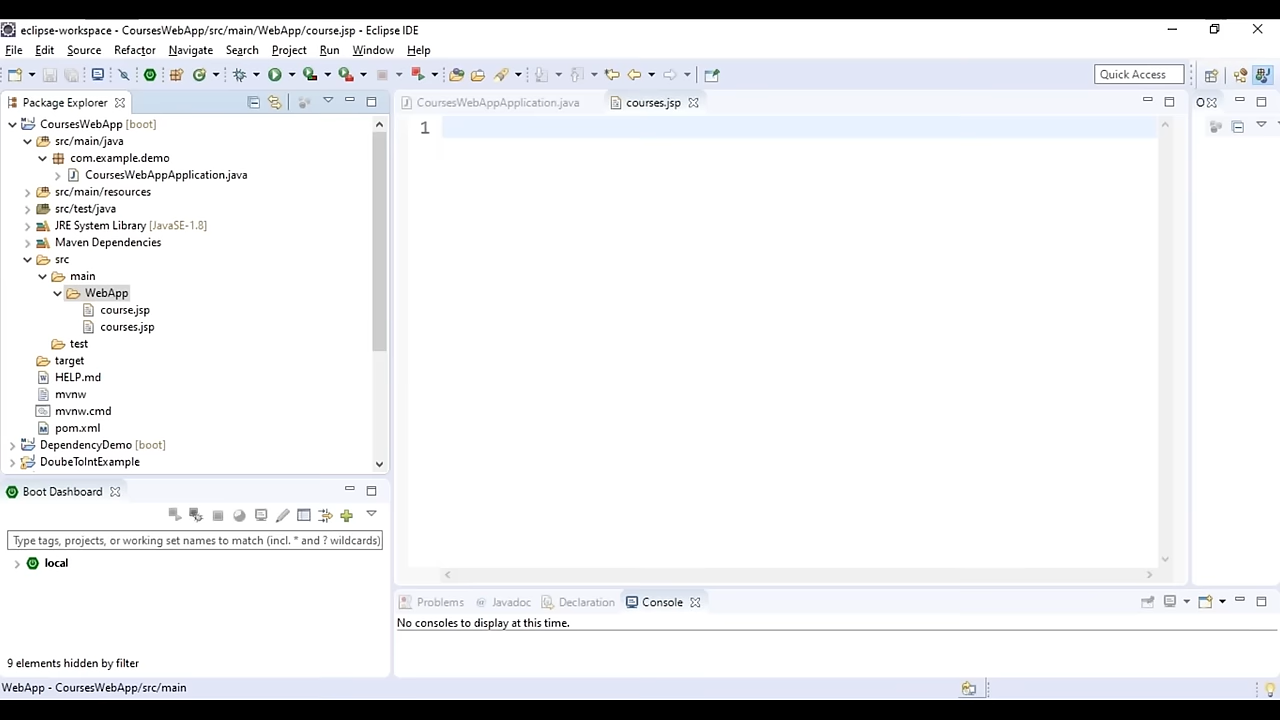 eclipse-workspace - CoursesWebApp/src/main/WebApp/course.jsp - Eclipse IDE
File Edit Source Refactor Navigate Search Project Run Window Help
Quick Access
Package Explorer
CoursesWebApp [boot]
src/main/java
com.example.demo
CoursesWebAppApplication.java
src/main/resources
src/test/java
JRE System Library [JavaSE-1.8]
Maven Dependencies
src
main
WebApp
course.jsp
courses.jsp
test
target
HELP.md
mvnw
mvnw.cmd
pom.xml
DependencyDemo [boot]
DoubeToIntExample
CoursesWebAppApplication.java courses.jsp
1
O
Boot Dashboard
Type tags, projects, or working set names to match (incl. * and ? wildcards)
local
9 elements hidden by filter
Problems Javadoc Declaration Console
No consoles to display at this time.
WebApp - CoursesWebApp/src/main